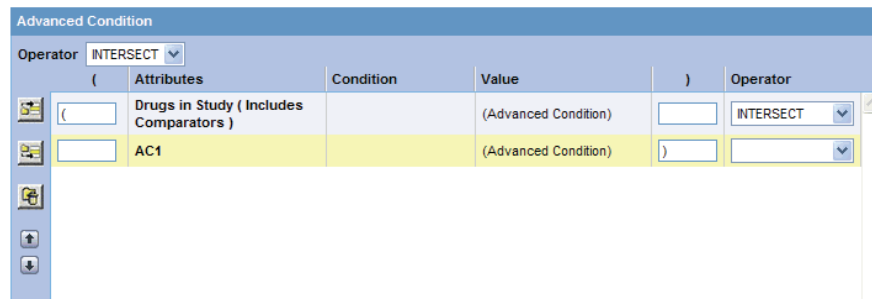 Advanced Condition
Operator INTERSECT
( Attributes Condition Value ) Operator
( Drugs in Study ( Includes Comparators ) (Advanced Condition) INTERSECT
AC1 (Advanced Condition) )